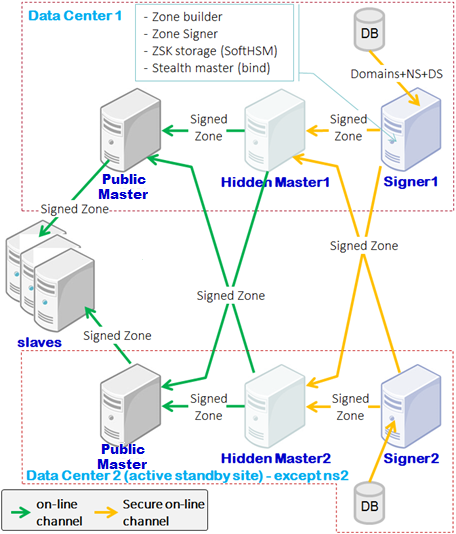 Data Center 1
- Zone builder
- Zone Signer
- ZSK storage (SoftHSM)
- Stealth master (bind)
DB
Domains+NS+DS
Signed
Zone
Signed
Zone
Public
Master
Hidden Master1
Signer1
Signed Zone
Signed Zone
Signed Zone
slaves
Signed Zone
Signed
Zone
Signed
Zone
Public
Master
Hidden Master2
Signer2
Data Center 2 (active standby site) - except ns2
DB
on-line
channel
Secure on-line
channel